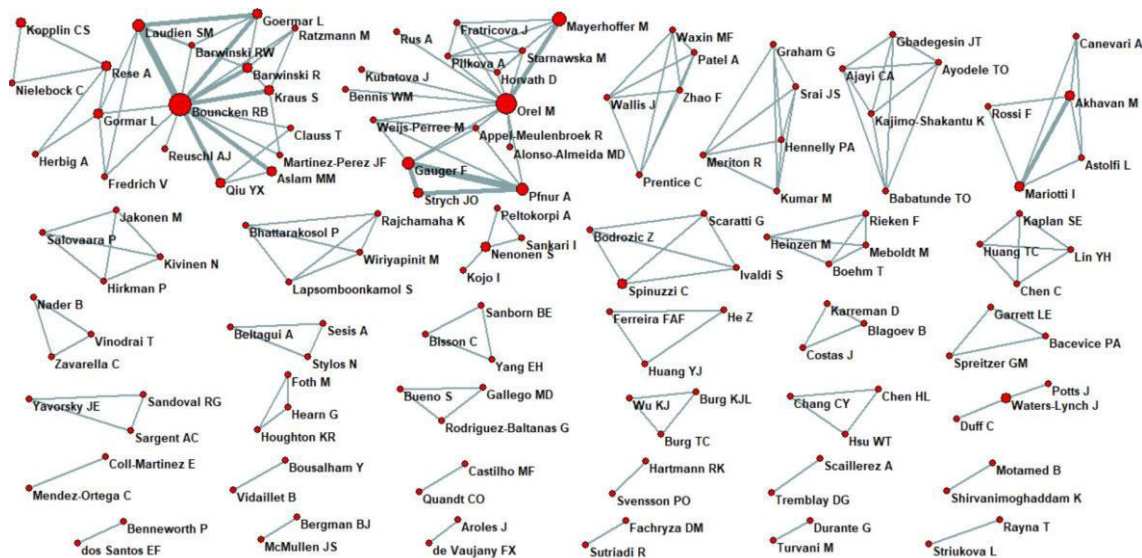 Kopplin CS
Rese A
Nielebock C
Gormar L
Herbig A
Fredrich V
Laudien SM
Goermar L
Barwinski RW
Ratzmann M
Barwinski R
Kraus S
Bouncken RB
Clauss T
Reuschl AJ
Martinez-Perez JF
Aslam MM
Qiu YX
Rus A
Fratricova J
Mayerhoffer M
Pilkova A
Starnawska M
Horvath D
Kubatova J
Bennis WM
Orel M
Weijs-Perree M
Appel-Meulenbroek R
Alonso-Almeida MD
Gauger F
Pfnur A
Strych JO
Waxin MF
Patel A
Wallis J
Zhao F
Prentice C
Graham G
Srai JS
Hennelly PA
Meriton R
Kumar M
Gbadegesin JT
Ajayi CA
Ayodele TO
Kajimo-Shakantu K
Babatunde TO
Canevari A
Rossi F
Akhavan M
Astolfi L
Mariotti I
Jakonen M
Salovaara P
Kivinen N
Hirkman P
Rajchamaha K
Bhattarakosol P
Wiriyapinit M
Lapsomboonkamol S
Peltokorpi A
Sankari I
Nenonen S
Kojo I
Scaratti G
Bodrozic Z
Ivaldi S
Spinuzzi C
Rieken F
Heinzen M
Meboldt M
Boehm T
Kaplan SE
Huang TC
Lin YH
Chen C
Nader B
Vinodrai T
Zavarella C
Beltagui A
Sesis A
Stylos N
Sanborn BE
Bisson C
Yang EH
Ferreira FAF
He Z
Huang YJ
Karreman D
Blagoev B
Costas J
Garrett LE
Bacevice PA
Spreitzer GM
Yavorsky JE
Sandoval RG
Sargent AC
Foth M
Hearn G
Houghton KR
Bueno S
Gallego MD
Rodriguez-Baltanas G
Wu KJ
Burg KJL
Burg TC
Chang CY
Chen HL
Hsu WT
Potts J
Waters-Lynch J
Duff C
Coll-Martinez E
Mendez-Ortega C
Bousalham Y
Vidaillet B
Castilho MF
Quandt CO
Hartmann RK
Svensson PO
Scaillerez A
Tremblay DG
Motamed B
Shirvanimoghaddam K
Benneworth P
dos Santos EF
Bergman BJ
McMullen JS
Aroles J
de Vaujany FX
Fachryza DM
Sutriadi R
Durante G
Turvani M
Rayna T
Striukova L